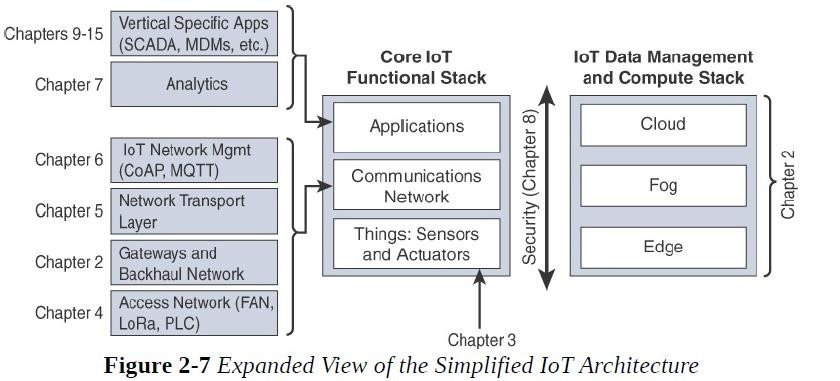 Chapters 9-15
Vertical Specific Apps
(SCADA, MDMs, etc.)
Chapter 7
Analytics
Chapter 6
IoT Network Mgmt
(CoAP, MQTT)
Chapter 5
Network Transport
Layer
Chapter 2
Gateways and
Backhaul Network
Chapter 4
Access Network (FAN,
LoRa, PLC)
Core IoT
Functional Stack
Applications
Communications
Network
Things: Sensors
and Actuators
Chapter 3
Security (Chapter 8)
IoT Data Management
and Compute Stack
Cloud
Fog
Edge
Chapter 2
Figure 2-7 Expanded View of the Simplified IoT Architecture